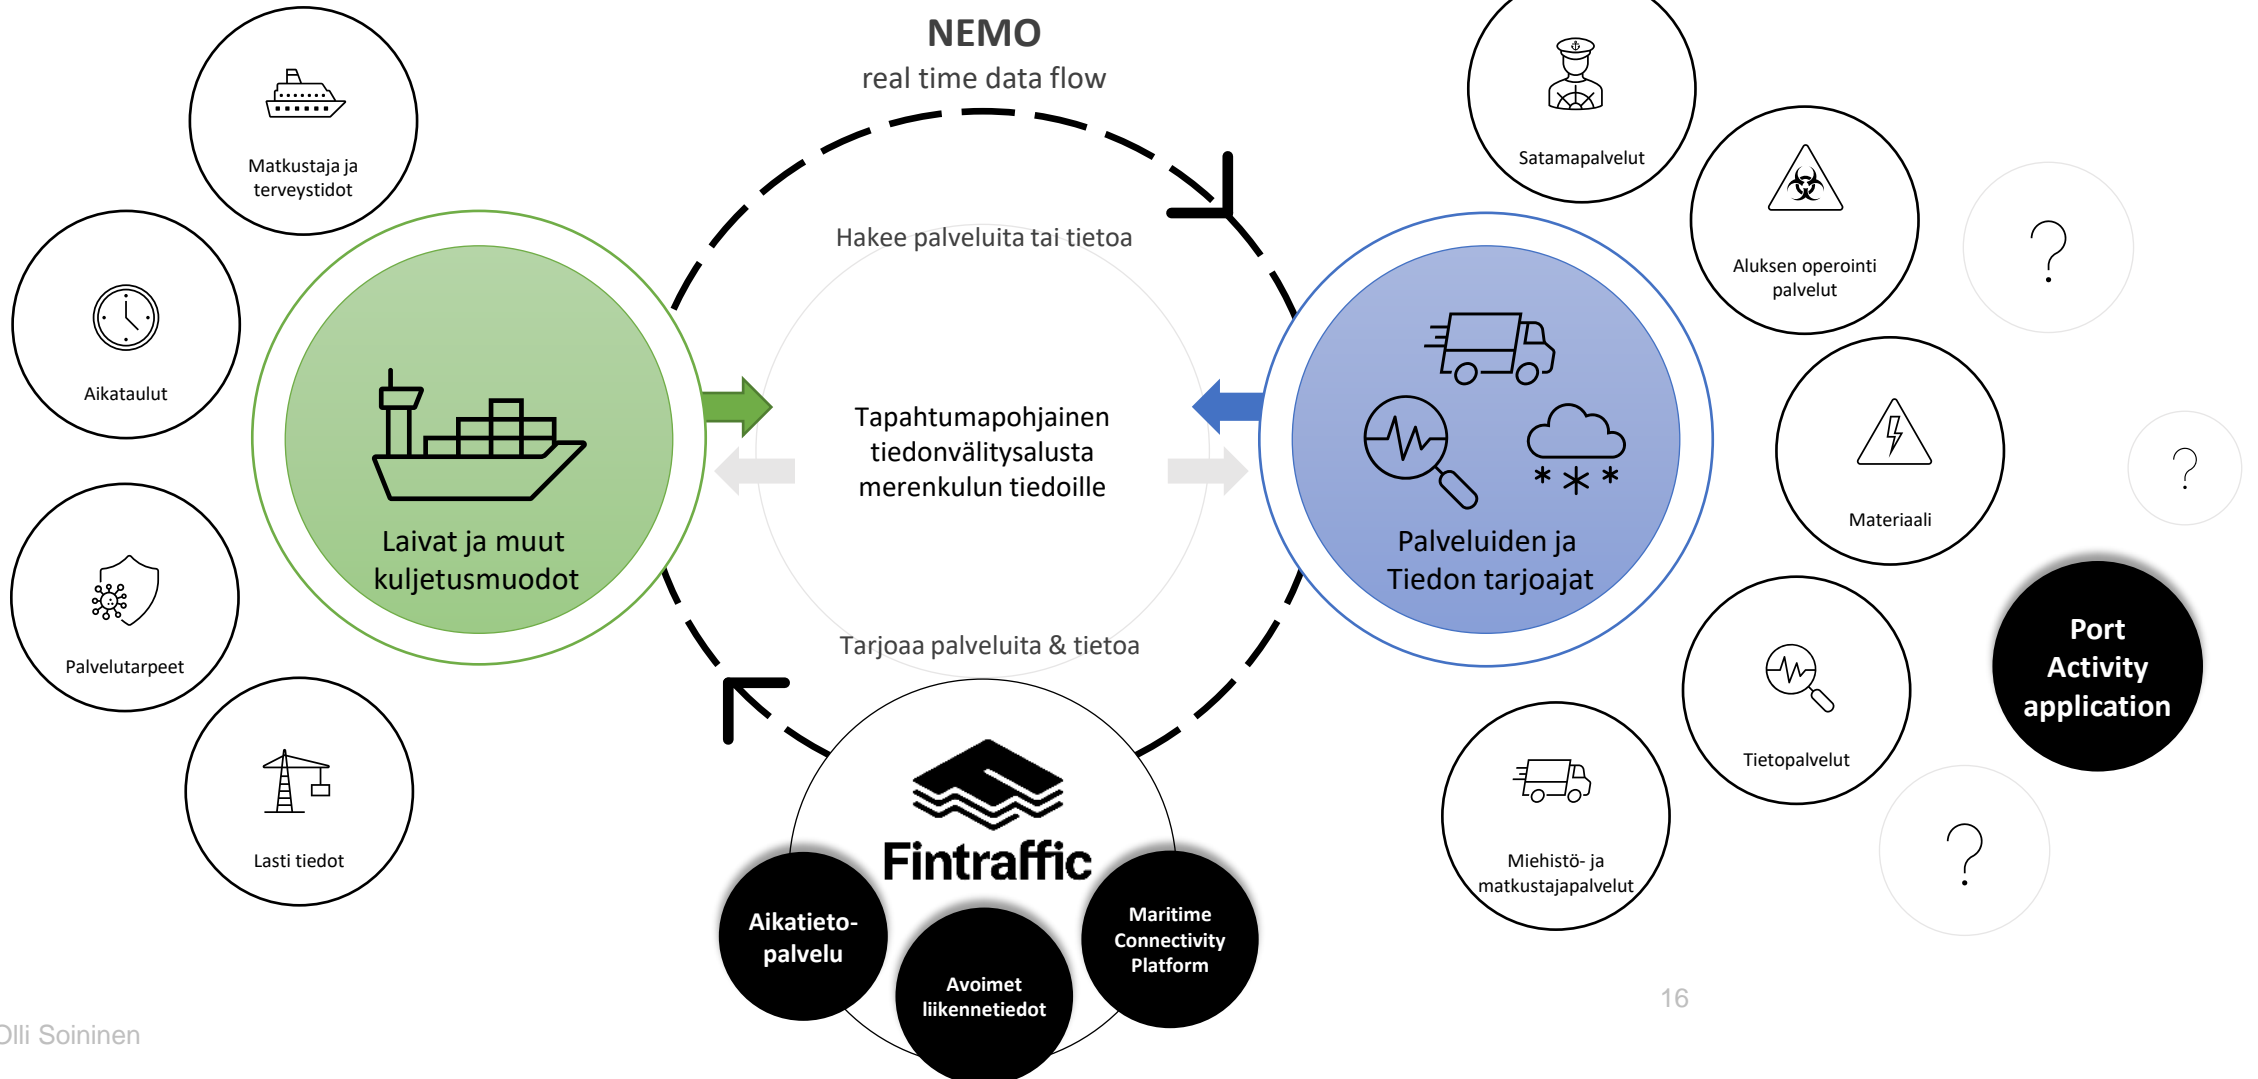 NEMO
real time data flow
Matkustaja ja
terveystidot
Aikataulut
Palvelutarpeet
Lasti tiedot
Laivat ja muut
kuljetusmuodot
Hakee palveluita tai tietoa
Tapahtumapohjainen
tiedonvälitysalusta
merenkulun tiedoille
Tarjoaa palveluita & tietoa
Fintraffic
Aikatieto-
palvelu
Avoimet
liikennetiedot
Maritime
Connectivity
Platform
Palveluiden ja
Tiedon tarjoajat
Satamapalvelut
Aluksen operointi
palvelut
?
Materiaali
?
Tietopalvelut
Port
Activity
application
Miehistö- ja
matkustajapalvelut
?
16
Olli Soininen